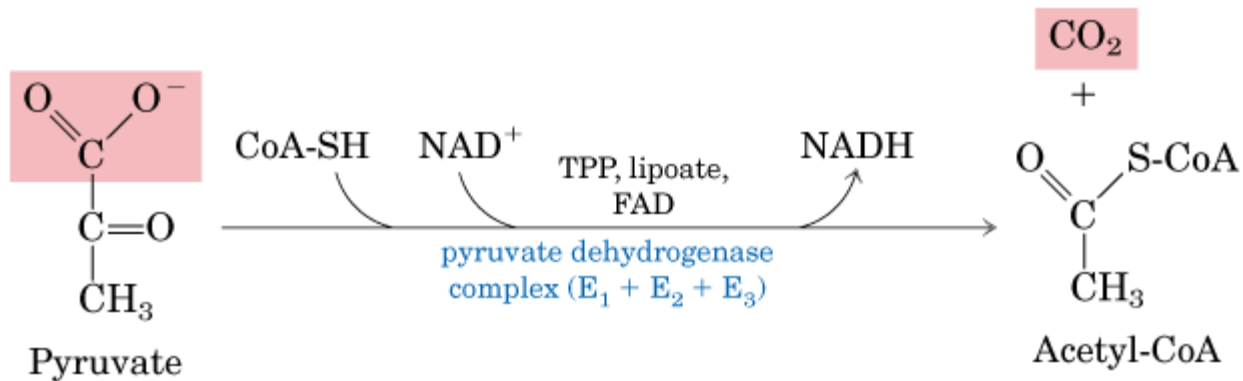 CO₂
+
O O⁻
C
C=O
CH₃
Pyruvate
CoA-SH NAD⁺ NADH
TPP, lipoate,
FAD
pyruvate dehydrogenase
complex (E₁ + E₂ + E₃)
O S-CoA
C
CH₃
Acetyl-CoA